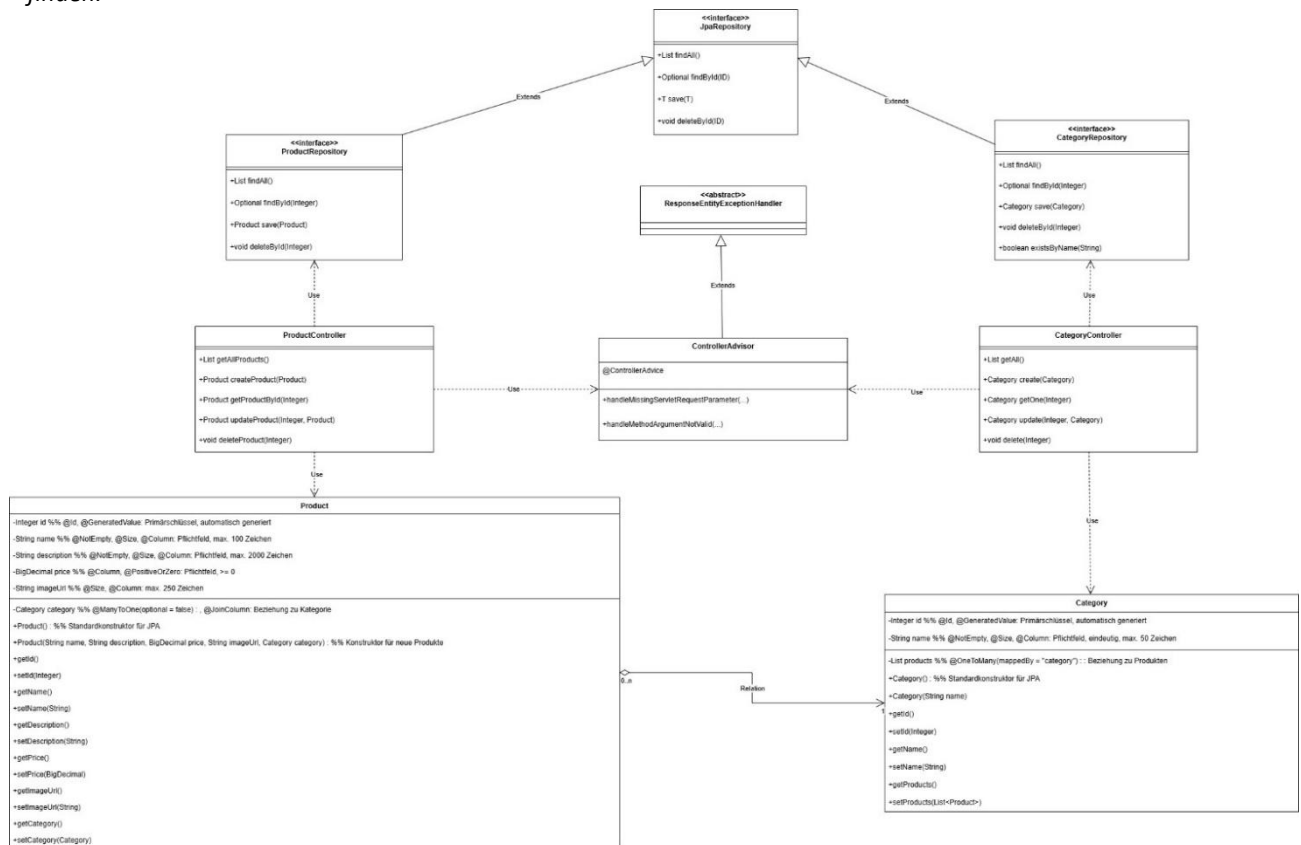 finden.
<<interface>>
JpaRepository
+List findAll()
+Optional findById(ID)
+T save(T)
+void deleteById(ID)
Extends
Extends
<<interface>>
ProductRepository
+List findAll()
+Optional findById(Integer)
+Product save(Product)
+void deleteById(Integer)
<<interface>>
CategoryRepository
+List findAll()
+Optional findById(Integer)
+Category save(Category)
+void deleteById(Integer)
+boolean existsByName(String)
<<abstract>>
ResponseEntityExceptionHandler
Extends
Use
Use
ProductController
+List getAllProducts()
+Product createProduct(Product)
+Product getProductById(Integer)
+Product updateProduct(Integer, Product)
+void deleteProduct(Integer)
Use
ControllerAdvisor
@ControllerAdvice
+handleMissingServletRequestParameter(...)
+handleMethodArgumentNotValid(...)
Use
CategoryController
+List getAll()
+Category create(Category)
+Category getOne(Integer)
+Category update(Integer, Category)
+void delete(Integer)
Use
Use
Product
-Integer id %% @Id, @GeneratedValue: Primärschlüssel, automatisch generiert
-String name %% @NotEmpty, @Size, @Column: Pflichtfeld, max. 100 Zeichen
-String description %% @NotEmpty, @Size, @Column: Pflichtfeld, max. 2000 Zeichen
-BigDecimal price %% @Column, @PositiveOrZero: Pflichtfeld, >= 0
-String imageUrl %% @Size, @Column: max. 250 Zeichen
-Category category %% @ManyToOne(optional = false) : , @JoinColumn: Beziehung zu Kategorie
+Product() : %% Standardkonstruktor für JPA
+Product(String name, String description, BigDecimal price, String imageUrl, Category category) : %% Konstruktor für neue Produkte
+getId()
+setId(Integer)
+getName()
+setName(String)
+getDescription()
+setDescription(String)
+getPrice()
+setPrice(BigDecimal)
+getImageUrl()
+setImageUrl(String)
+getCategory()
+setCategory(Category)
0..n
Relation
1
Category
-Integer id %% @Id, @GeneratedValue: Primärschlüssel, automatisch generiert
-String name %% @NotEmpty, @Size, @Column: Pflichtfeld, eindeutig, max. 50 Zeichen
-List products %% @OneToMany(mappedBy = "category") : : Beziehung zu Produkten
+Category() : %% Standardkonstruktor für JPA
+Category(String name)
+getId()
+setId(Integer)
+getName()
+setName(String)
+getProducts()
+setProducts(List<Product>)